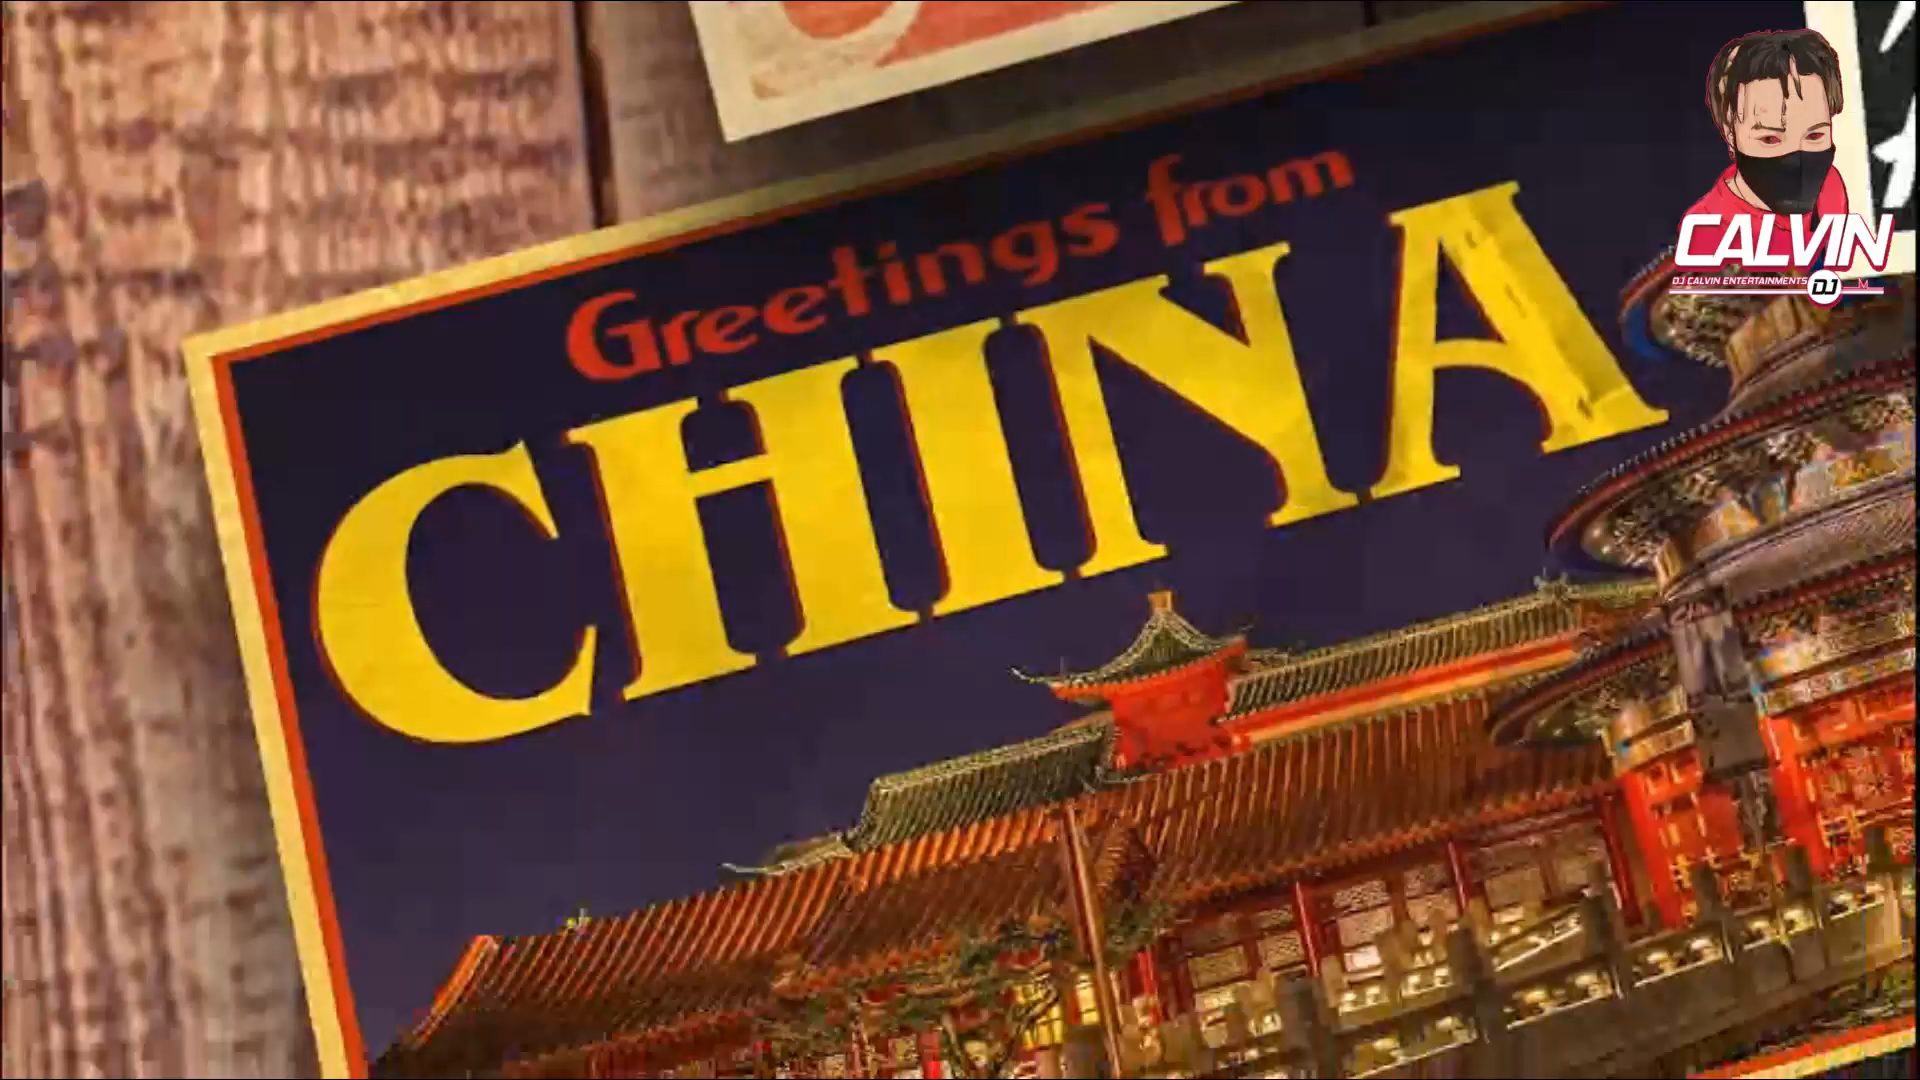 Greetings from
CHINA
CALVIN
DJ CALVIN ENTERTAINMENTS
DJ
M